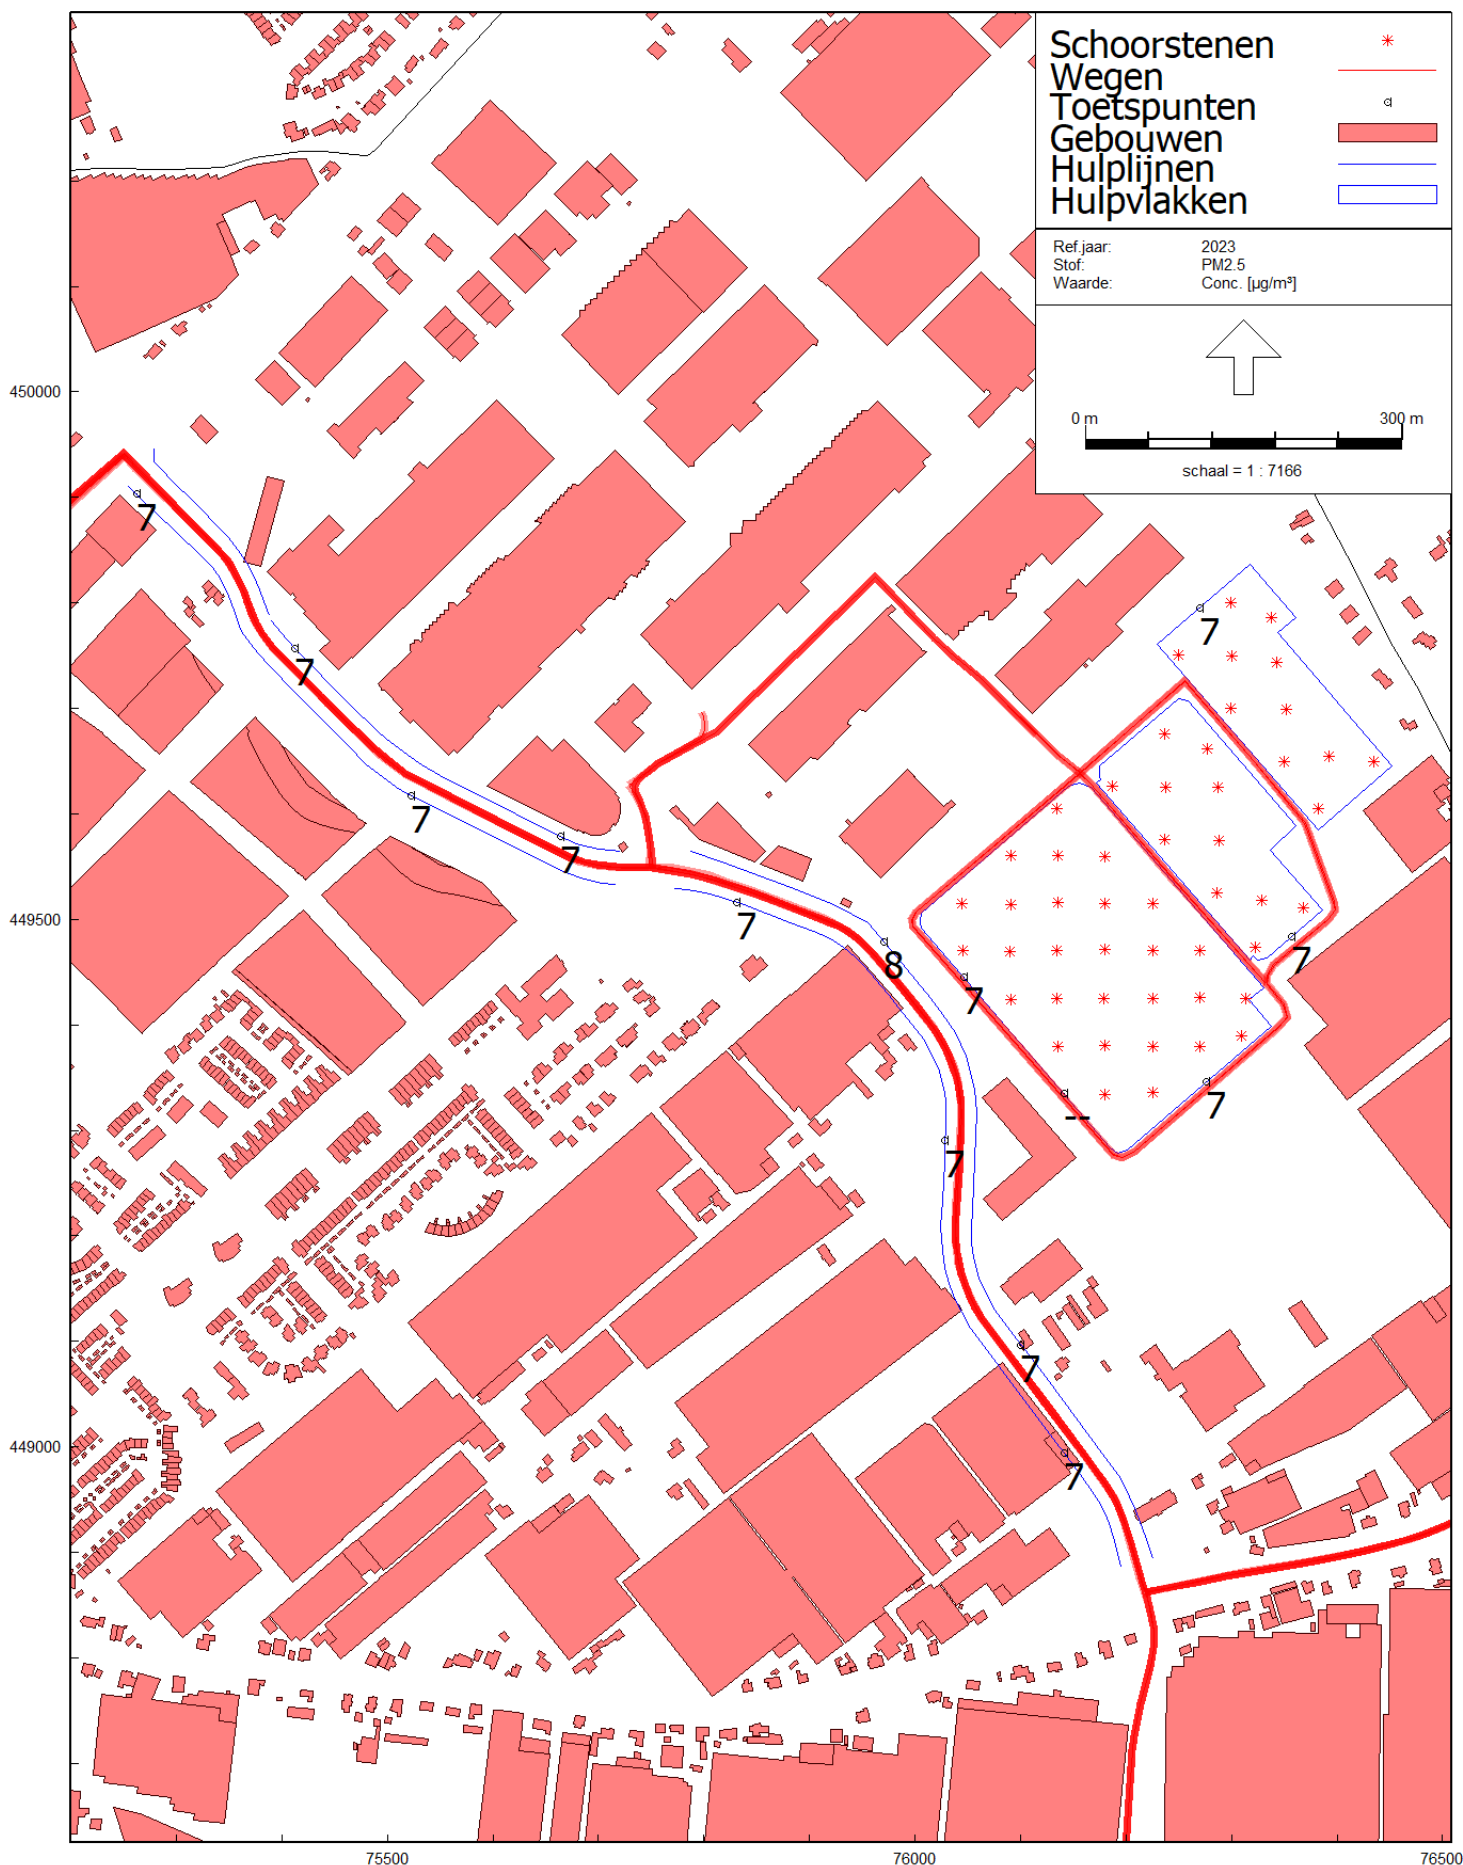 Schoorstenen
Wegen
Toetspunten
Gebouwen
Hulplijnen
Hulpvlakken
Ref.jaar: 2023
Stof: PM2.5
Waarde: Conc. [µg/m³]
0 m 300 m
schaal = 1 : 7166
450000
7
7
7
7
7
449500
7
8
7
7
--
7
7
7
449000
7
75500 76000 76500